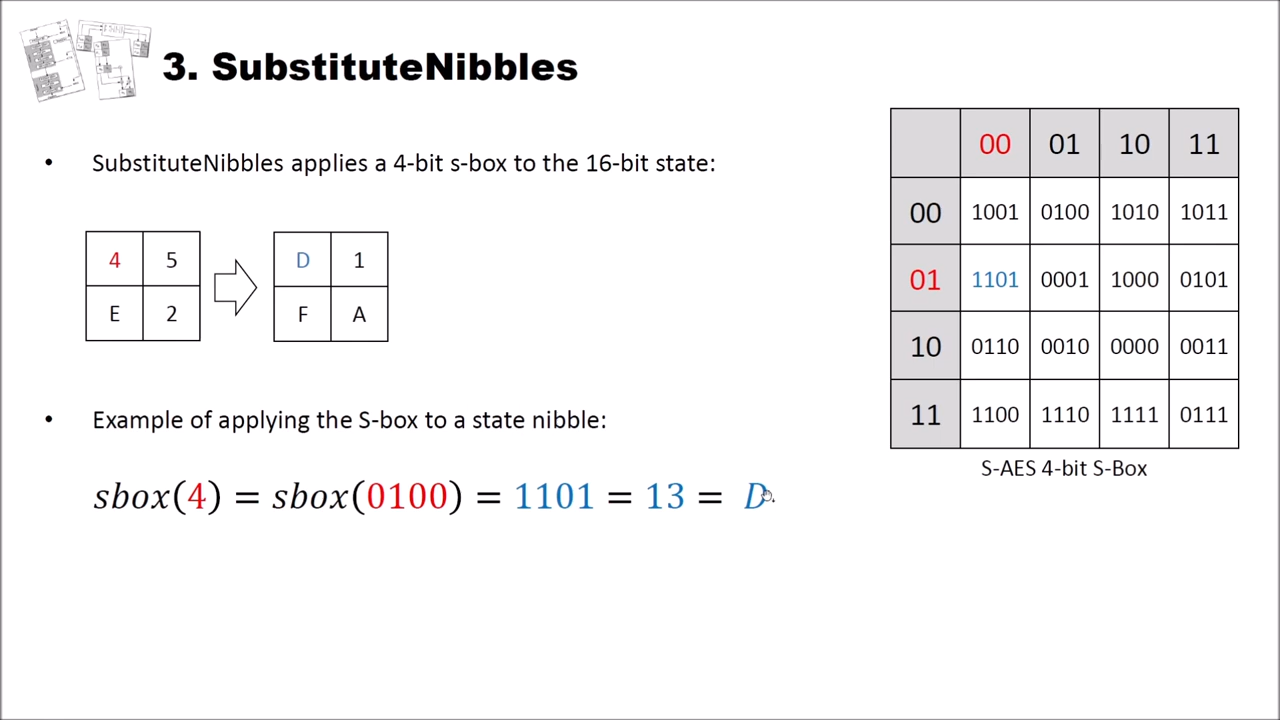 3. SubstituteNibbles
• SubstituteNibbles applies a 4-bit s-box to the 16-bit state:
4 5
E 2
D 1
F A
• Example of applying the S-box to a state nibble:
sbox(4) = sbox(0100) = 1101 = 13 = D
00 01 10 11
00 1001 0100 1010 1011
01 1101 0001 1000 0101
10 0110 0010 0000 0011
11 1100 1110 1111 0111
S-AES 4-bit S-Box